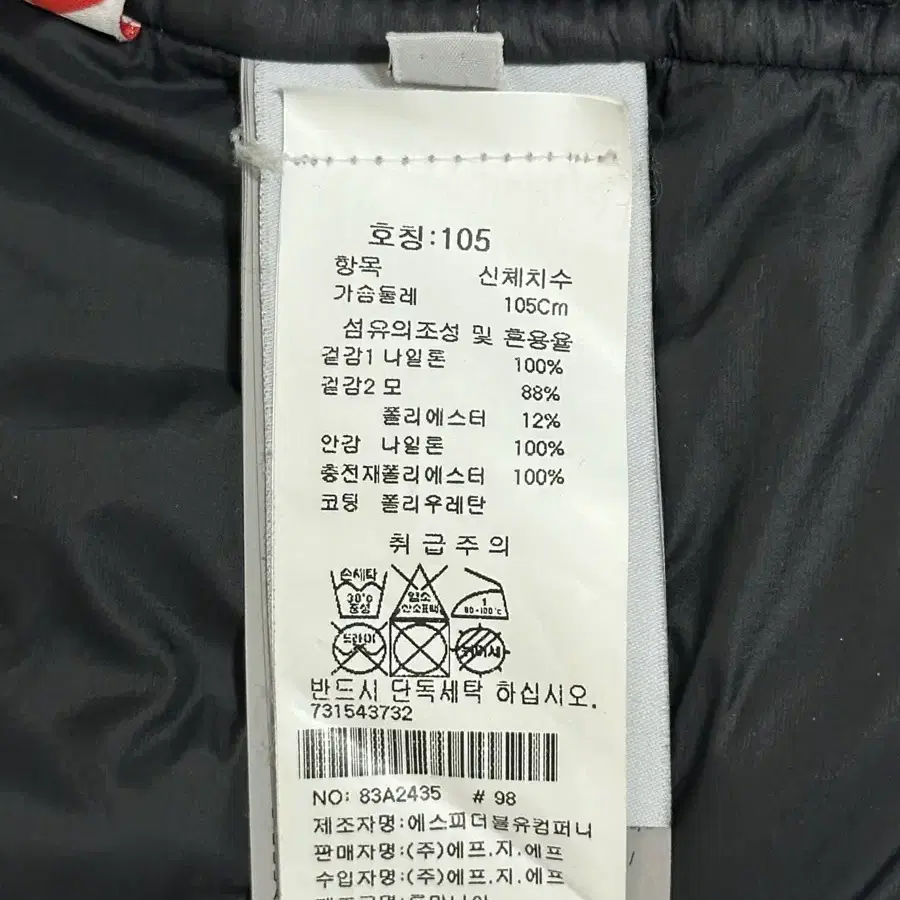 호칭:105
항목 신체치수
가슴둘레 105Cm
섬유의조성 및 혼용율
겉감1 나일론 100%
겉감2 모 88%
폴리에스터 12%
안감 나일론 100%
충전재폴리에스터 100%
코팅 폴리우레탄
취급주의
손세탁 30°c 중성
염소 산소표백
1 80-100°c
드라이
반드시 단독세탁 하십시오.
731543732
NO: 83A2435 # 98
제조자명:에스피더블유컴퍼니
판매자명:(주)에프.지.에프
수입자명:(주)에프.지.에프